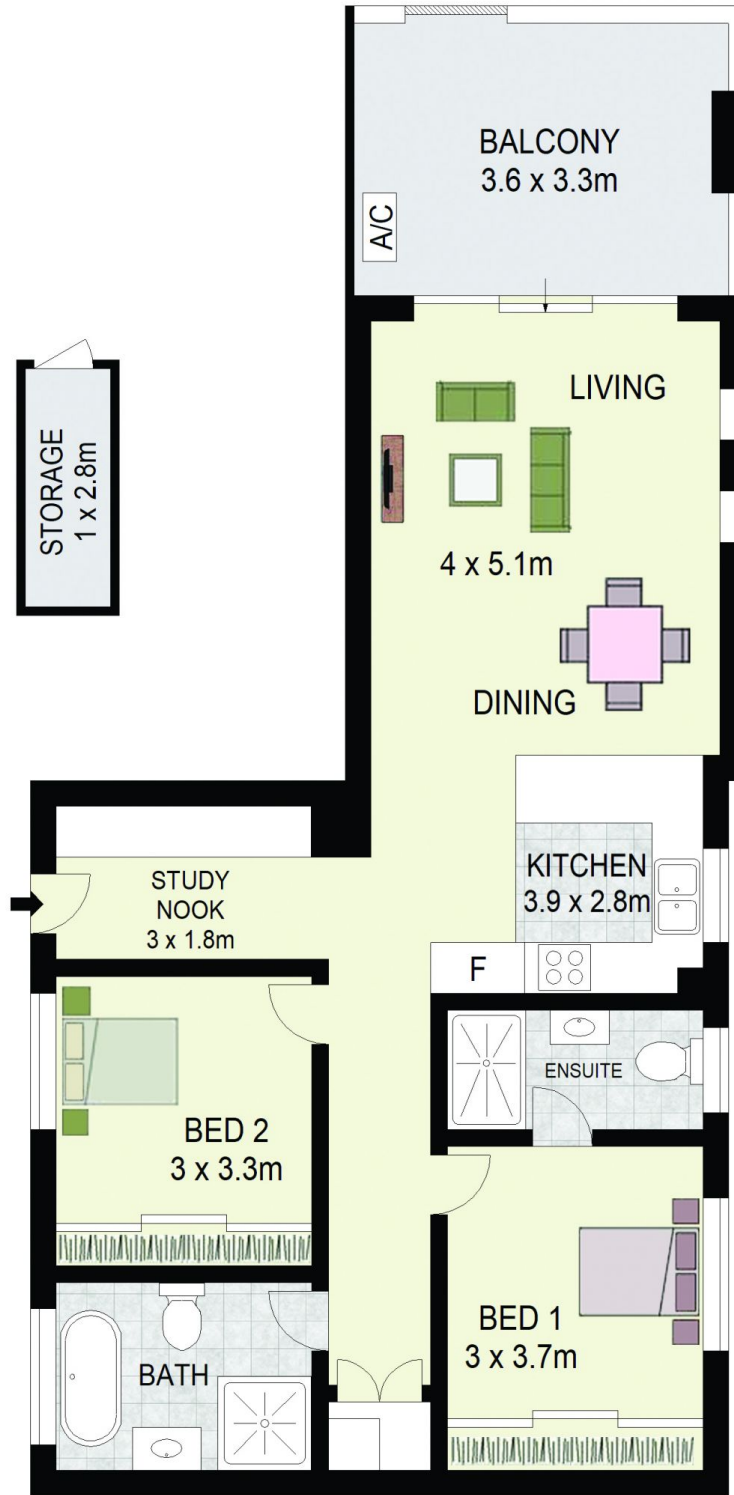 BALCONY
3.6 x 3.3m
A/C
LIVING
STORAGE
1 x 2.8m
4 x 5.1m
DINING
KITCHEN
3.9 x 2.8m
STUDY
NOOK
3 x 1.8m
F
ENSUITE
BED 2
3 x 3.3m
BED 1
3 x 3.7m
BATH